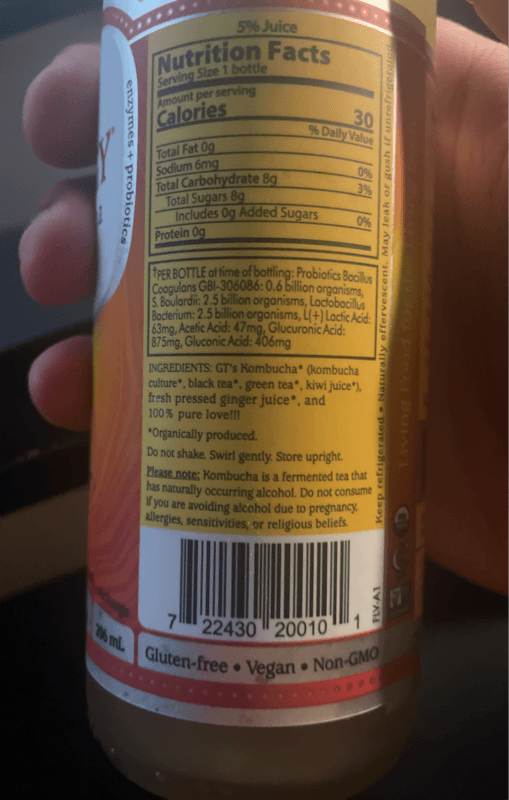 5% Juice
Nutrition Facts
Serving Size 1 bottle
Amount per serving
Calories 30
% Daily Value
Total Fat 0g 0%
Sodium 6mg
Total Carbohydrate 8g 3%
Total Sugars 8g
Includes 0g Added Sugars 0%
Protein 0g
†PER BOTTLE at time of bottling: Probiotics Bacillus
Coagulans GBI-306086: 0.6 billion organisms,
S. Boulardii: 2.5 billion organisms, Lactobacillus
Bacterium: 2.5 billion organisms, L(+) Lactic Acid:
63mg, Acetic Acid: 47mg, Glucuronic Acid:
875mg, Gluconic Acid: 406mg
INGREDIENTS: GT's Kombucha* (kombucha
culture*, black tea*, green tea*, kiwi juice*),
fresh pressed ginger juice*, and
100% pure love!!!
*Organically produced.
Do not shake. Swirl gently. Store upright.
Please note: Kombucha is a fermented tea that
has naturally occurring alcohol. Do not consume
if you are avoiding alcohol due to pregnancy,
allergies, sensitivities, or religious beliefs.
7 22430 20010 1
FLV-A1
Gluten-free • Vegan • Non-GMO
Keep refrigerated • Naturally effervescent. May leak or gush if unrefrigerated.
enzymes + probiotics
Y
mL
Living Food